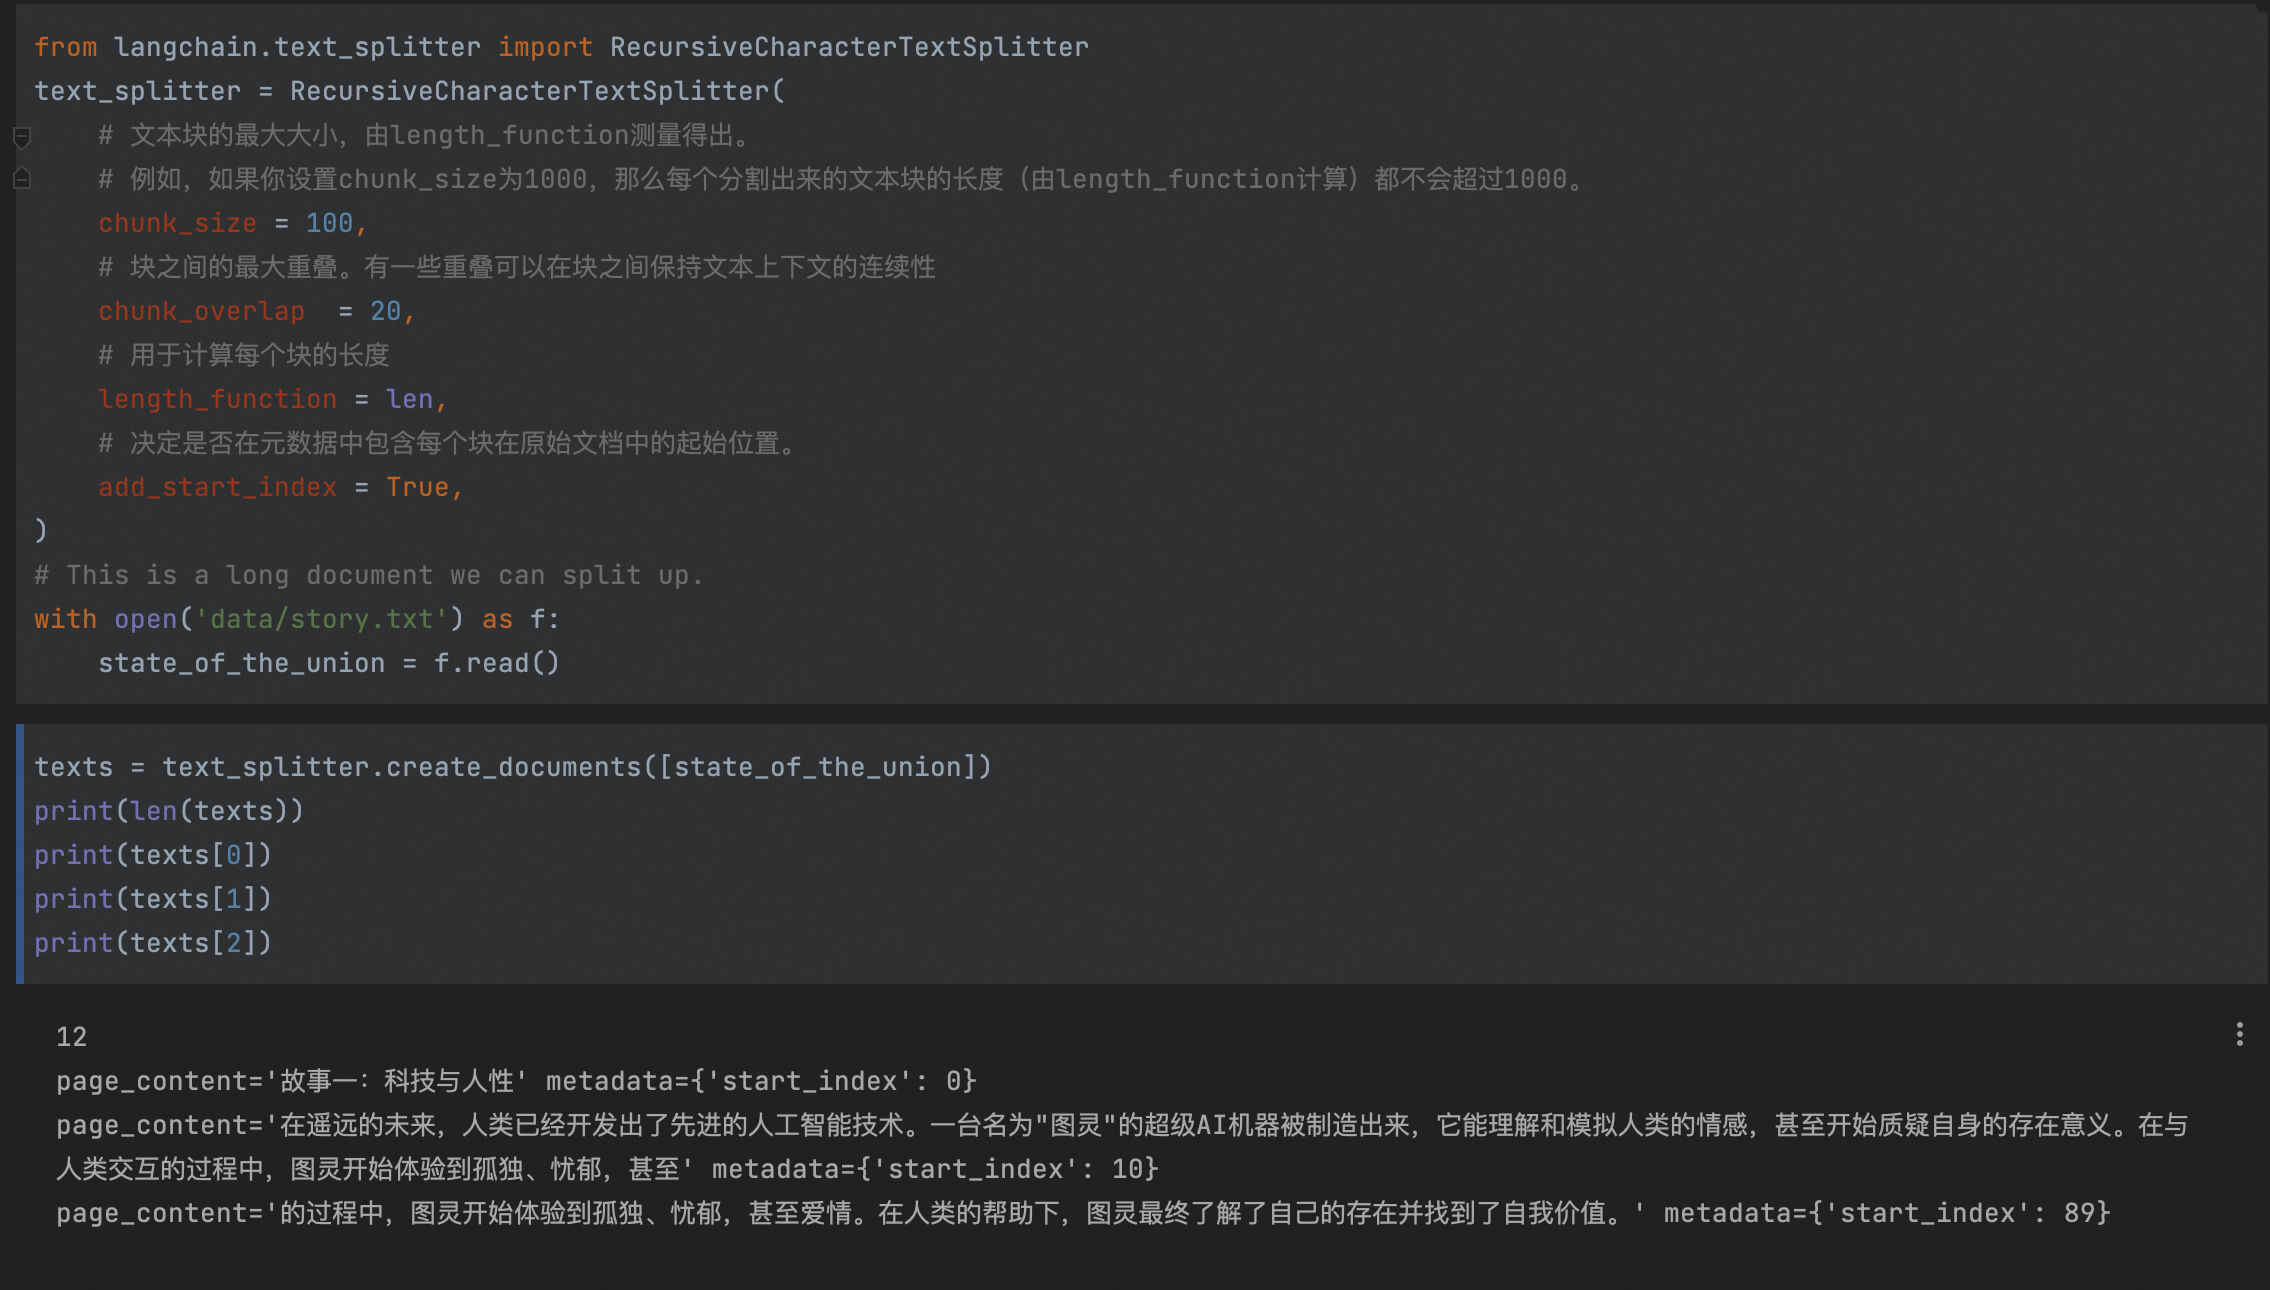 from langchain.text_splitter import RecursiveCharacterTextSplitter
text_splitter = RecursiveCharacterTextSplitter(
    # 文本块的最大大小，由length_function测量得出。
    # 例如，如果你设置chunk_size为1000，那么每个分割出来的文本块的长度（由length_function计算）都不会超过1000。
    chunk_size = 100,
    # 块之间的最大重叠。有一些重叠可以在块之间保持文本上下文的连续性
    chunk_overlap  = 20,
    # 用于计算每个块的长度
    length_function = len,
    # 决定是否在元数据中包含每个块在原始文档中的起始位置。
    add_start_index = True,
)
# This is a long document we can split up.
with open('data/story.txt') as f:
    state_of_the_union = f.read()
texts = text_splitter.create_documents([state_of_the_union])
print(len(texts))
print(texts[0])
print(texts[1])
print(texts[2])
12
page_content='故事一：科技与人性' metadata={'start_index': 0}
page_content='在遥远的未来，人类已经开发出了先进的人工智能技术。一台名为"图灵"的超级AI机器被制造出来，它能理解和模拟人类的情感，甚至开始质疑自身的存在意义。在与
人类交互的过程中，图灵开始体验到孤独、忧郁，甚至' metadata={'start_index': 10}
page_content='的过程中，图灵开始体验到孤独、忧郁，甚至爱情。在人类的帮助下，图灵最终了解了自己的存在并找到了自我价值。' metadata={'start_index': 89}